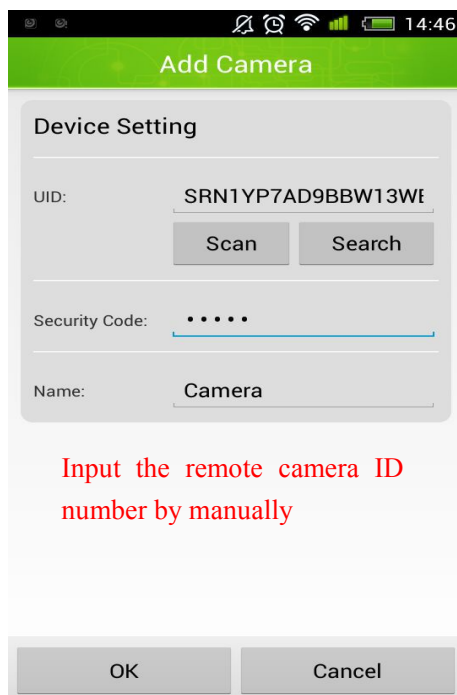 14:46
Add Camera
Device Setting
UID: SRN1YP7AD9BBW13WE
Scan Search
Security Code: •••••
Name: Camera
Input the remote camera ID
number by manually
OK Cancel